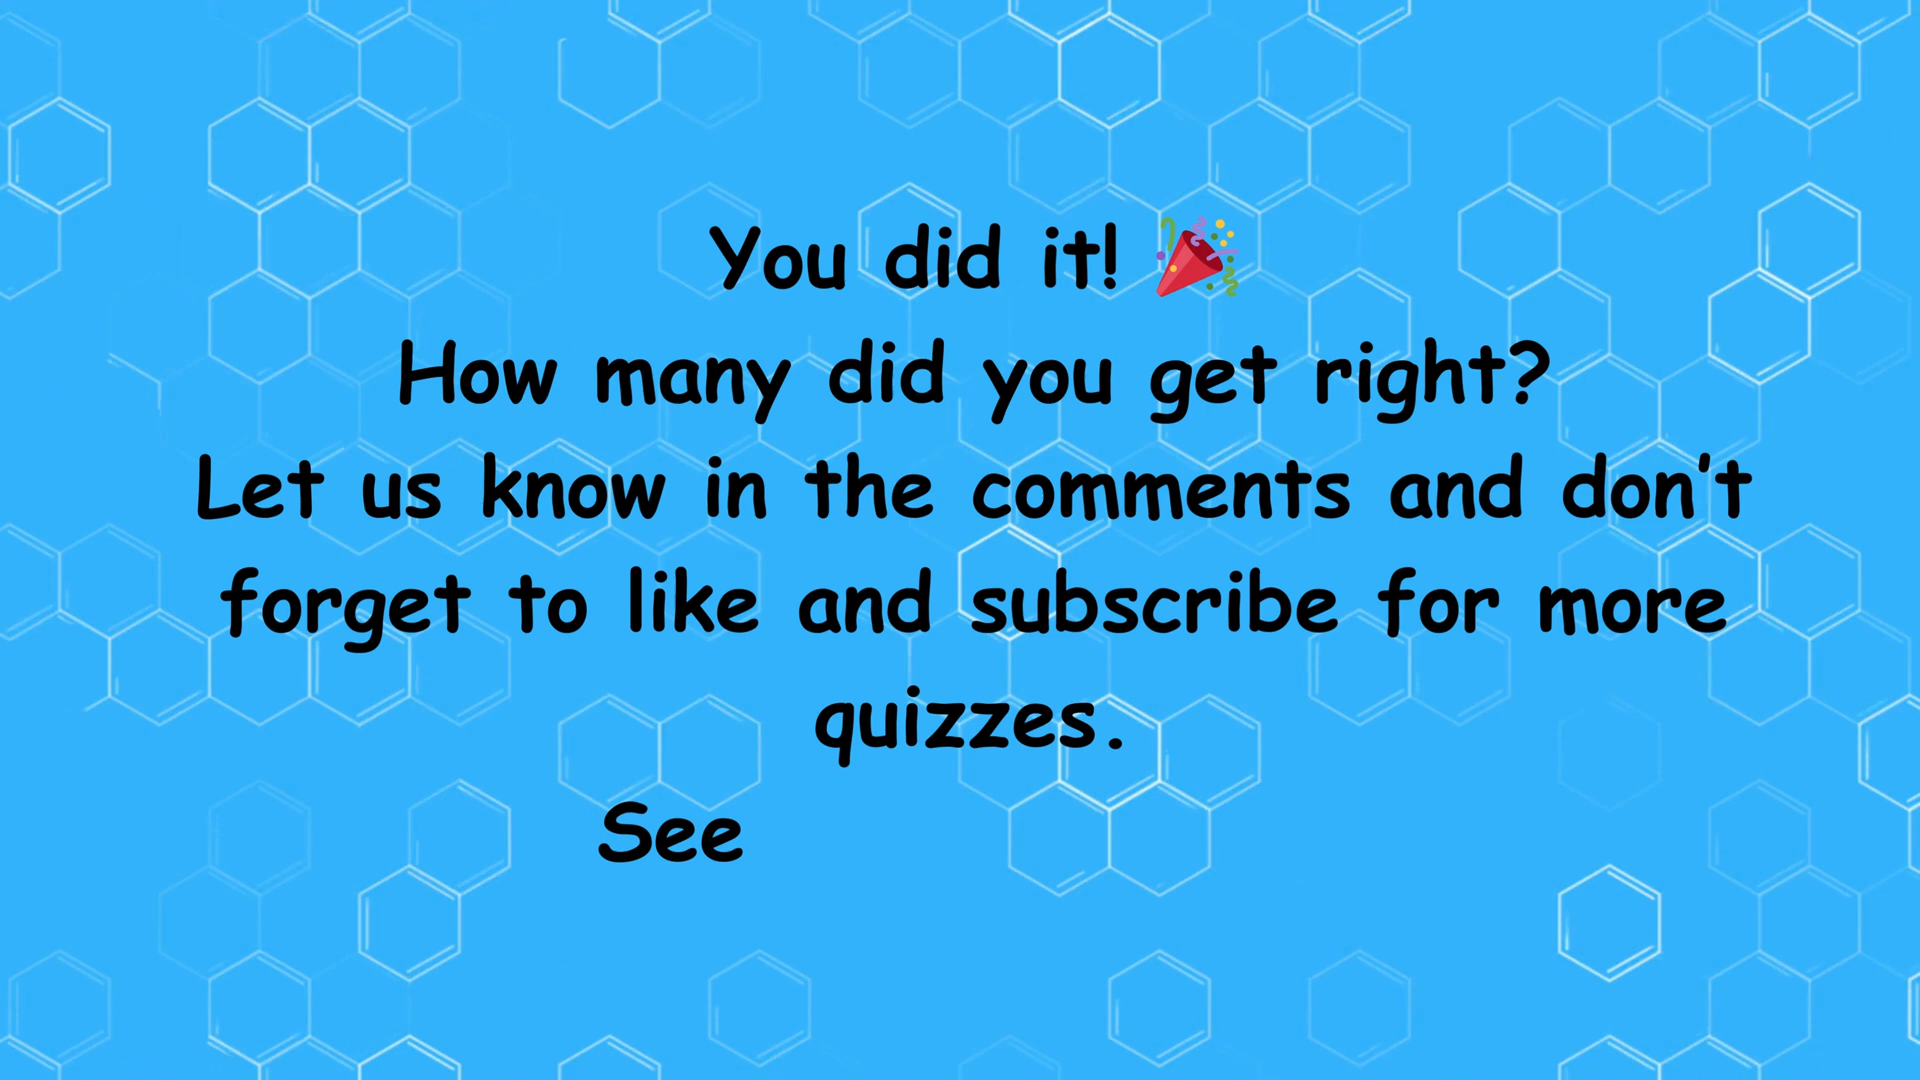 You did it! 🎉
How many did you get right?
Let us know in the comments and don't
forget to like and subscribe for more
quizzes.
See